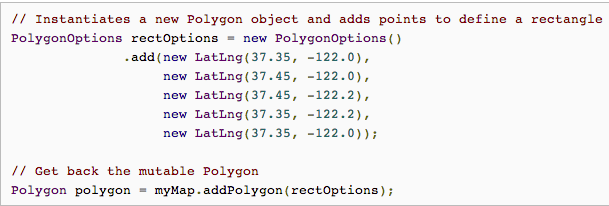 // Instantiates a new Polygon object and adds points to define a rectangle
PolygonOptions rectOptions = new PolygonOptions()
.add(new LatLng(37.35, -122.0),
new LatLng(37.45, -122.0),
new LatLng(37.45, -122.2),
new LatLng(37.35, -122.2),
new LatLng(37.35, -122.0));
// Get back the mutable Polygon
Polygon polygon = myMap.addPolygon(rectOptions);